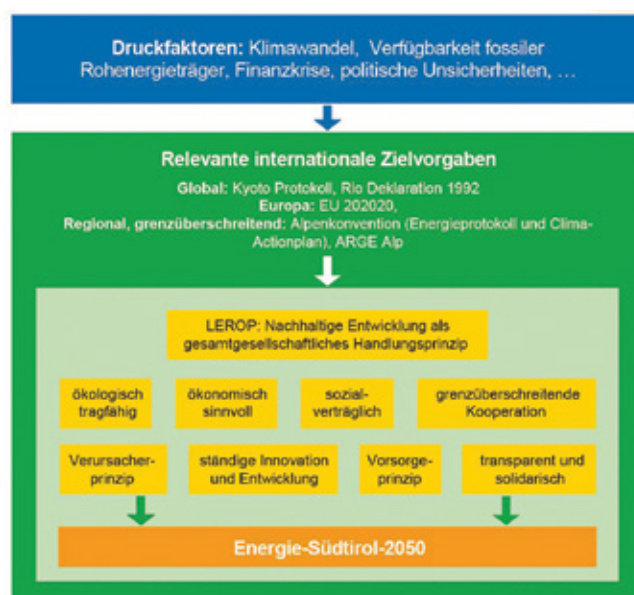 Druckfaktoren: Klimawandel, Verfügbarkeit fossiler
Rohenergieträger, Finanzkrise, politische Unsicherheiten, …
Relevante internationale Zielvorgaben
Global: Kyoto Protokoll, Rio Deklaration 1992
Europa: EU 202020,
Regional, grenzüberschreitend: Alpenkonvention (Energieprotokoll und Clima-
Actionplan), ARGE Alp
LEROP: Nachhaltige Entwicklung als
gesamtgesellschaftliches Handlungsprinzip
ökologisch
tragfähig
ökonomisch
sinnvoll
sozial-
verträglich
grenzüberschreitende
Kooperation
Verursacher-
prinzip
ständige Innovation
und Entwicklung
Vorsorge-
prinzip
transparent und
solidarisch
Energie-Südtirol-2050